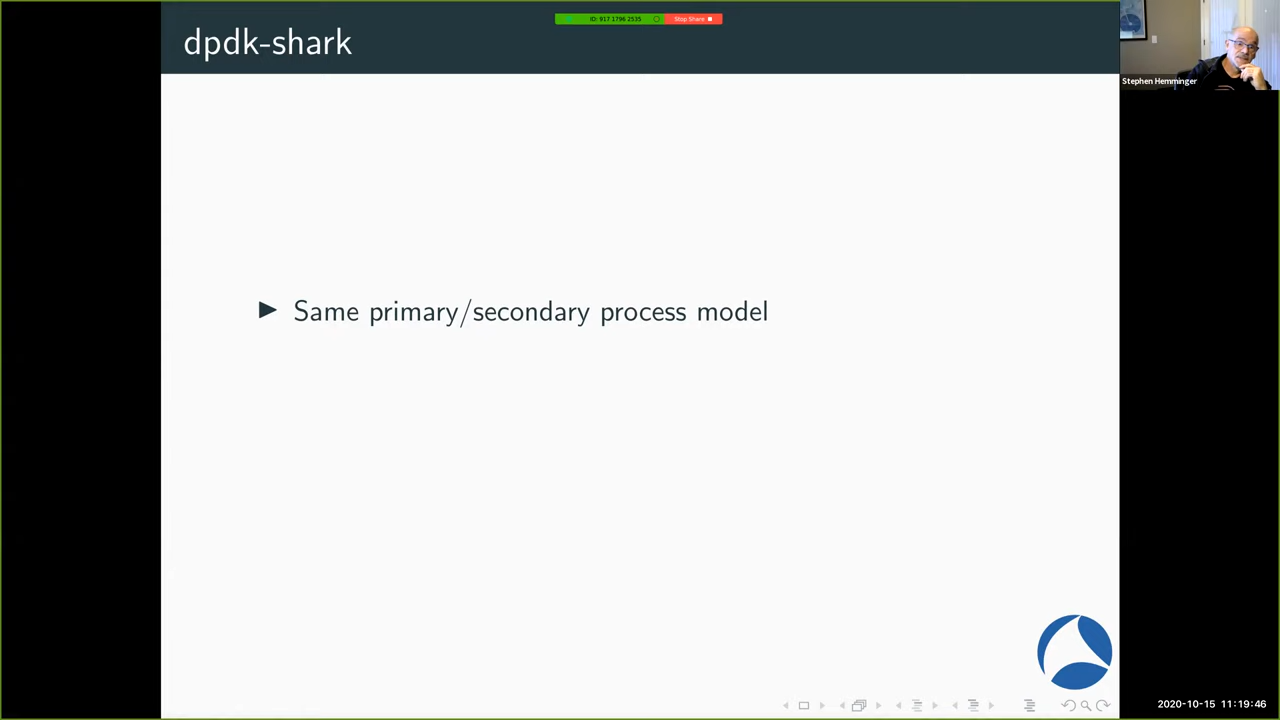 dpdk-shark
ID: 917 1796 2535
Stop Share
Stephen Hemminger
Same primary/secondary process model
2020-10-15 11:19:46